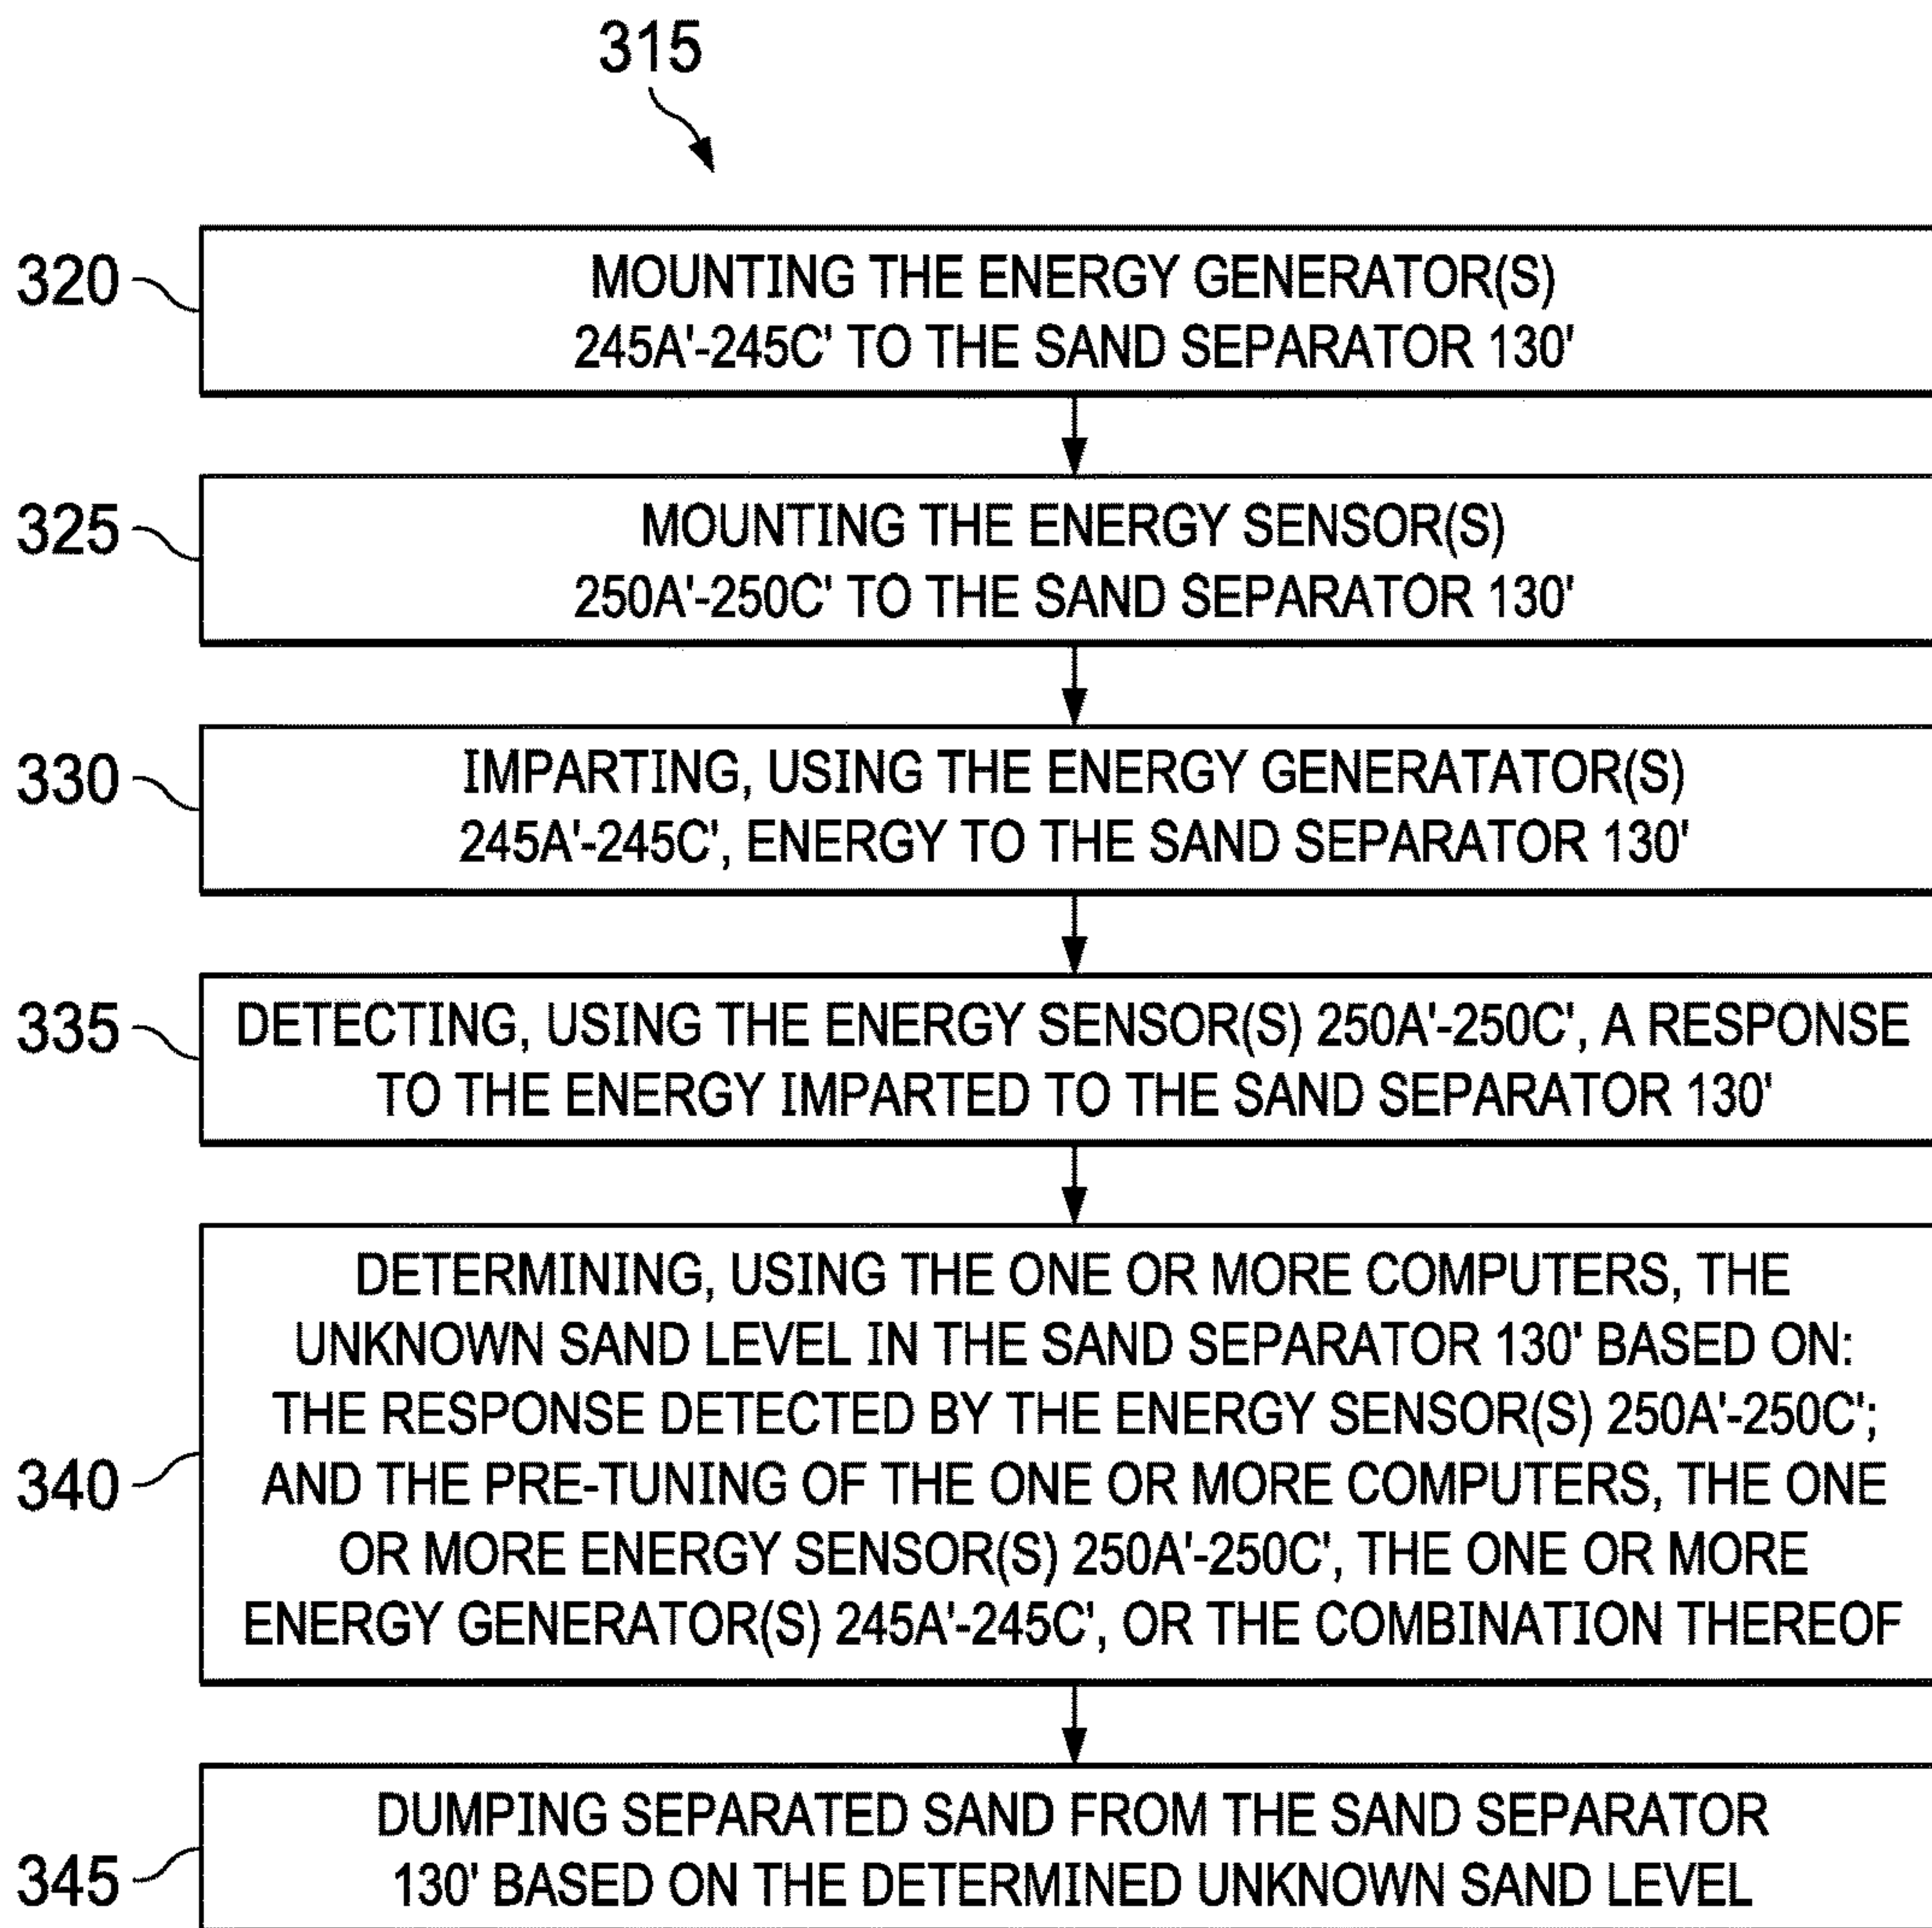 315
320
MOUNTING THE ENERGY GENERATOR(S)
245A'-245C' TO THE SAND SEPARATOR 130'
325
MOUNTING THE ENERGY SENSOR(S)
250A'-250C' TO THE SAND SEPARATOR 130'
330
IMPARTING, USING THE ENERGY GENERATATOR(S)
245A'-245C', ENERGY TO THE SAND SEPARATOR 130'
335
DETECTING, USING THE ENERGY SENSOR(S) 250A'-250C', A RESPONSE
TO THE ENERGY IMPARTED TO THE SAND SEPARATOR 130'
340
DETERMINING, USING THE ONE OR MORE COMPUTERS, THE
UNKNOWN SAND LEVEL IN THE SAND SEPARATOR 130' BASED ON:
THE RESPONSE DETECTED BY THE ENERGY SENSOR(S) 250A'-250C';
AND THE PRE-TUNING OF THE ONE OR MORE COMPUTERS, THE ONE
OR MORE ENERGY SENSOR(S) 250A'-250C', THE ONE OR MORE
ENERGY GENERATOR(S) 245A'-245C', OR THE COMBINATION THEREOF
345
DUMPING SEPARATED SAND FROM THE SAND SEPARATOR
130' BASED ON THE DETERMINED UNKNOWN SAND LEVEL